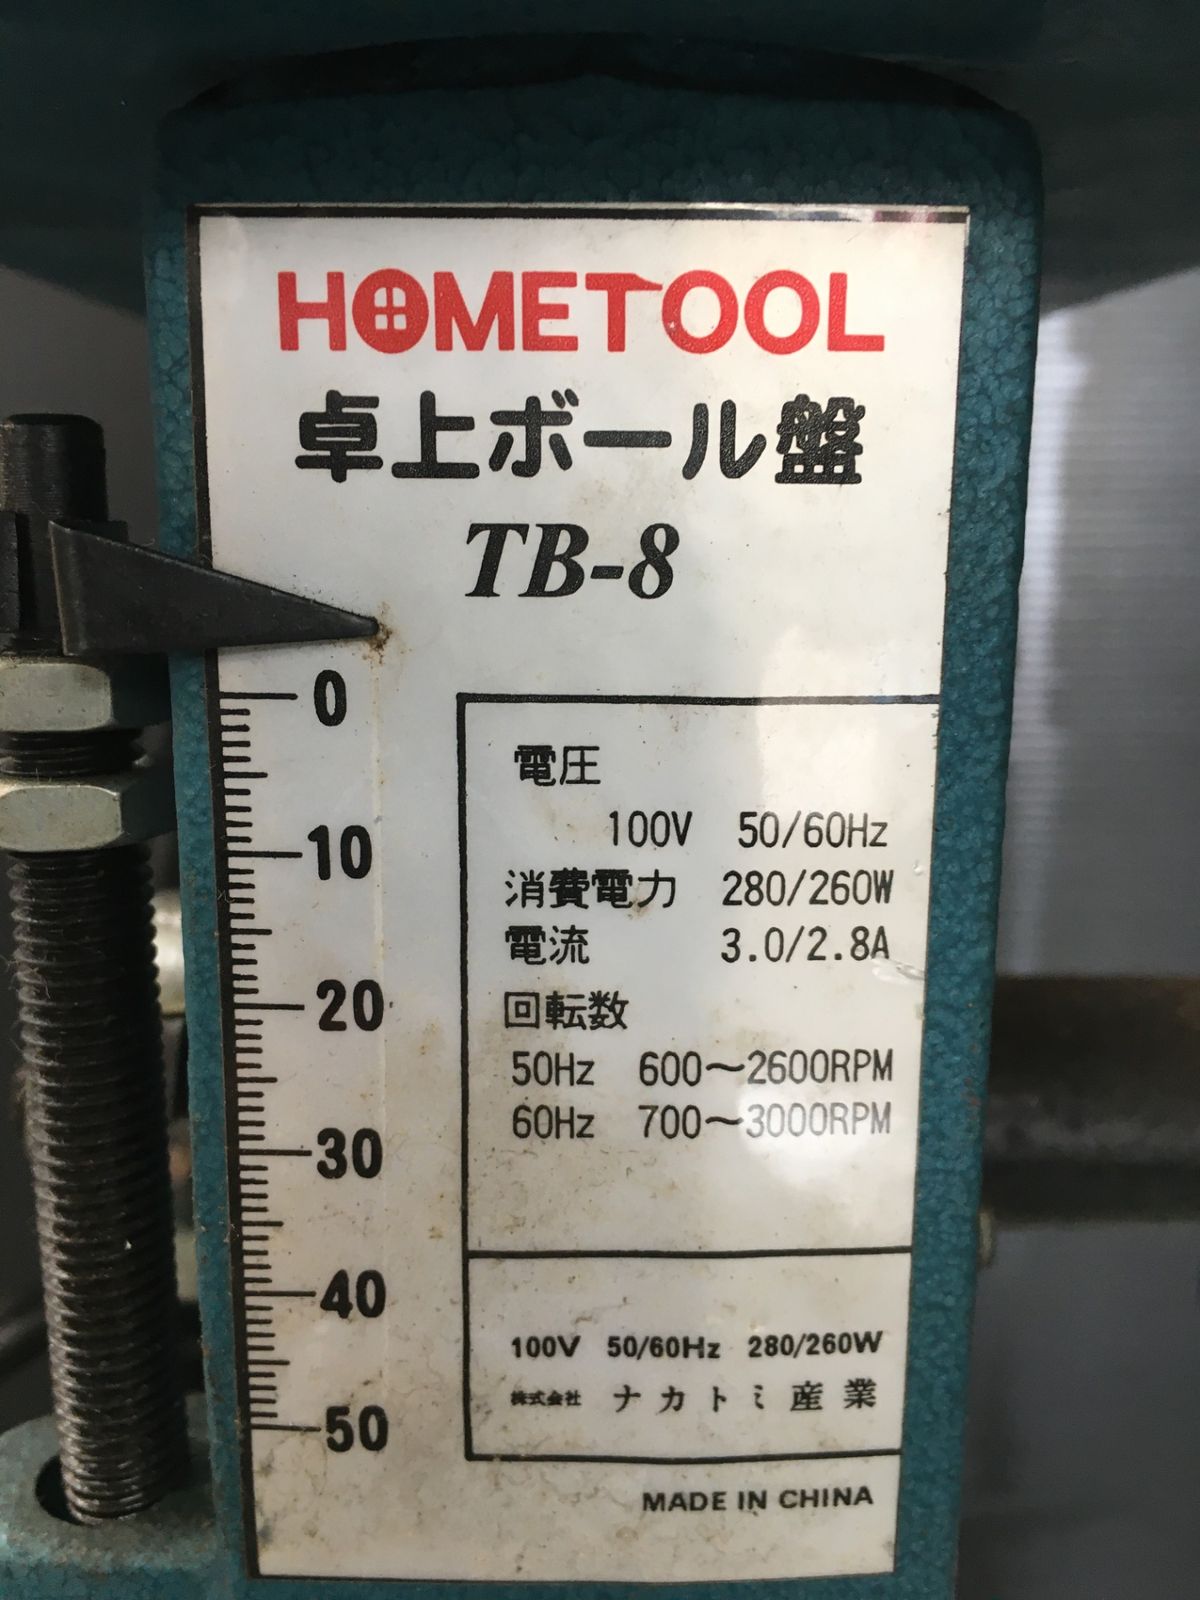 HOMETOOL
卓上ボール盤
TB-8
0
10
20
30
40
50
電圧
100V 50/60Hz
消費電力 280/260W
電流 3.0/2.8A
回転数
50Hz 600〜2600RPM
60Hz 700〜3000RPM
100V 50/60Hz 280/260W
株式会社 ナカトミ産業
MADE IN CHINA